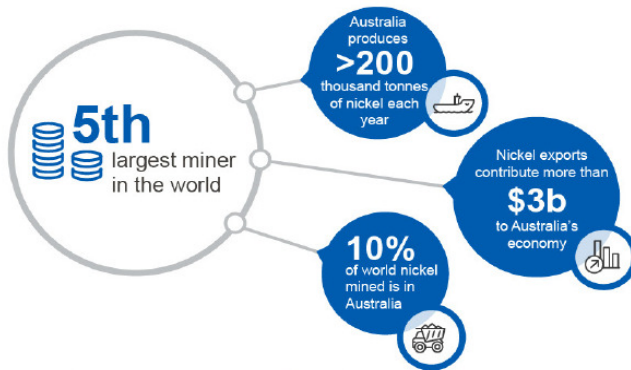 5th
largest miner
in the world
Australia
produces
>200
thousand tonnes
of nickel each
year
Nickel exports
contribute more than
$3b
to Australia's
economy
10%
of world nickel
mined is in
Australia